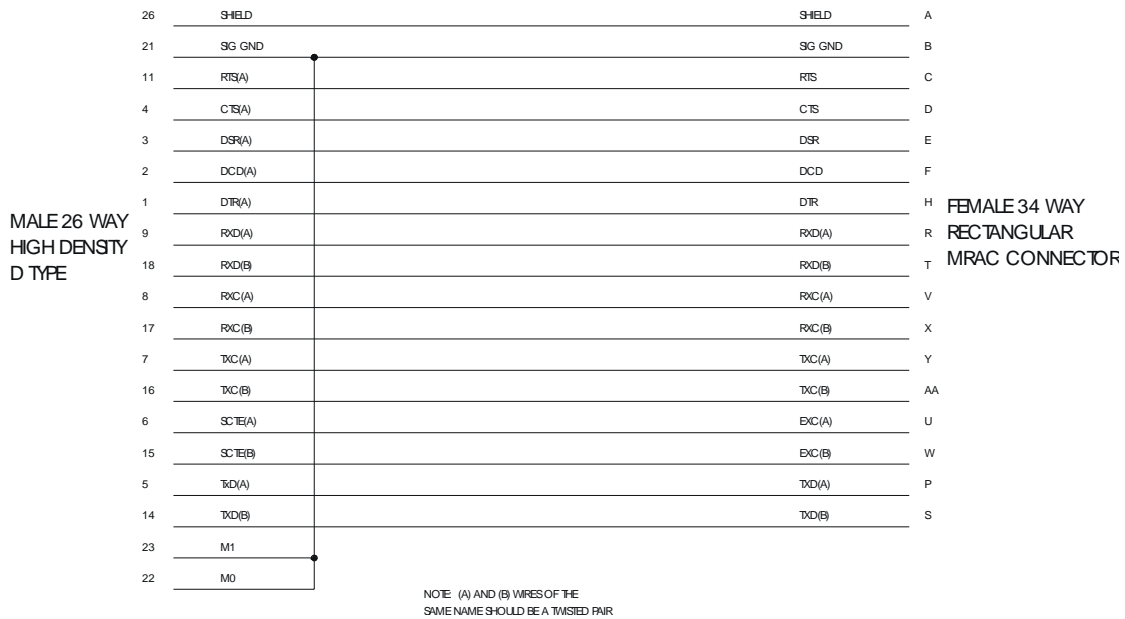 26 SHIELD SHIELD A
21 SIG GND SIG GND B
11 RTS(A) RTS C
4 CTS(A) CTS D
3 DSR(A) DSR E
2 DCD(A) DCD F
1 DTR(A) DTR H
MALE 26 WAY
HIGH DENSITY
D TYPE
FEMALE 34 WAY
RECTANGULAR
MRAC CONNECTOR
9 RXD(A) RXD(A) R
18 RXD(B) RXD(B) T
8 RXC(A) RXC(A) V
17 RXC(B) RXC(B) X
7 TXC(A) TXC(A) Y
16 TXC(B) TXC(B) AA
6 SCTE(A) EXC(A) U
15 SCTE(B) EXC(B) W
5 TxD(A) TXD(A) P
14 TXD(B) TXD(B) S
23 M1
22 M0
NOTE: (A) AND (B) WIRES OF THE
SAME NAME SHOULD BE A TWISTED PAIR